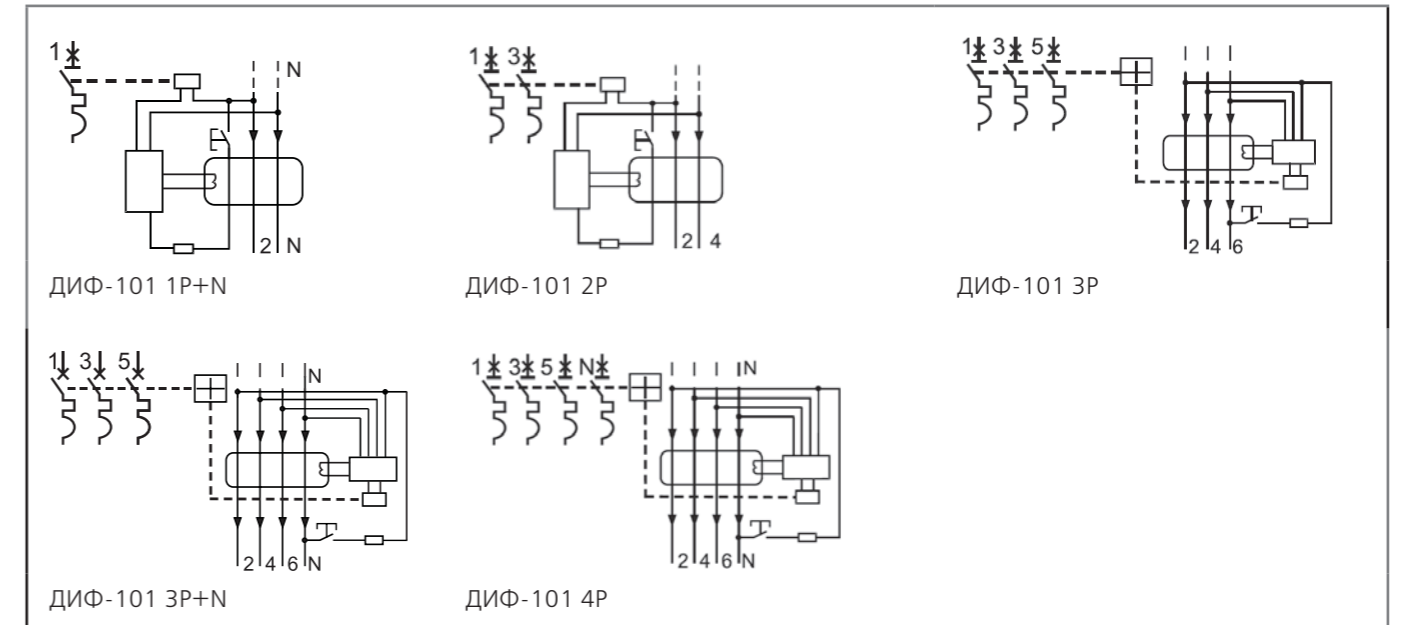 1 N
2 N
ДИФ-101 1P+N
1 3
2 4
ДИФ-101 2P
1 3 5
2 4 6
ДИФ-101 3P
1 3 5 N
2 4 6 N
ДИФ-101 3P+N
1 3 5 N N
2 4 6 N
ДИФ-101 4P